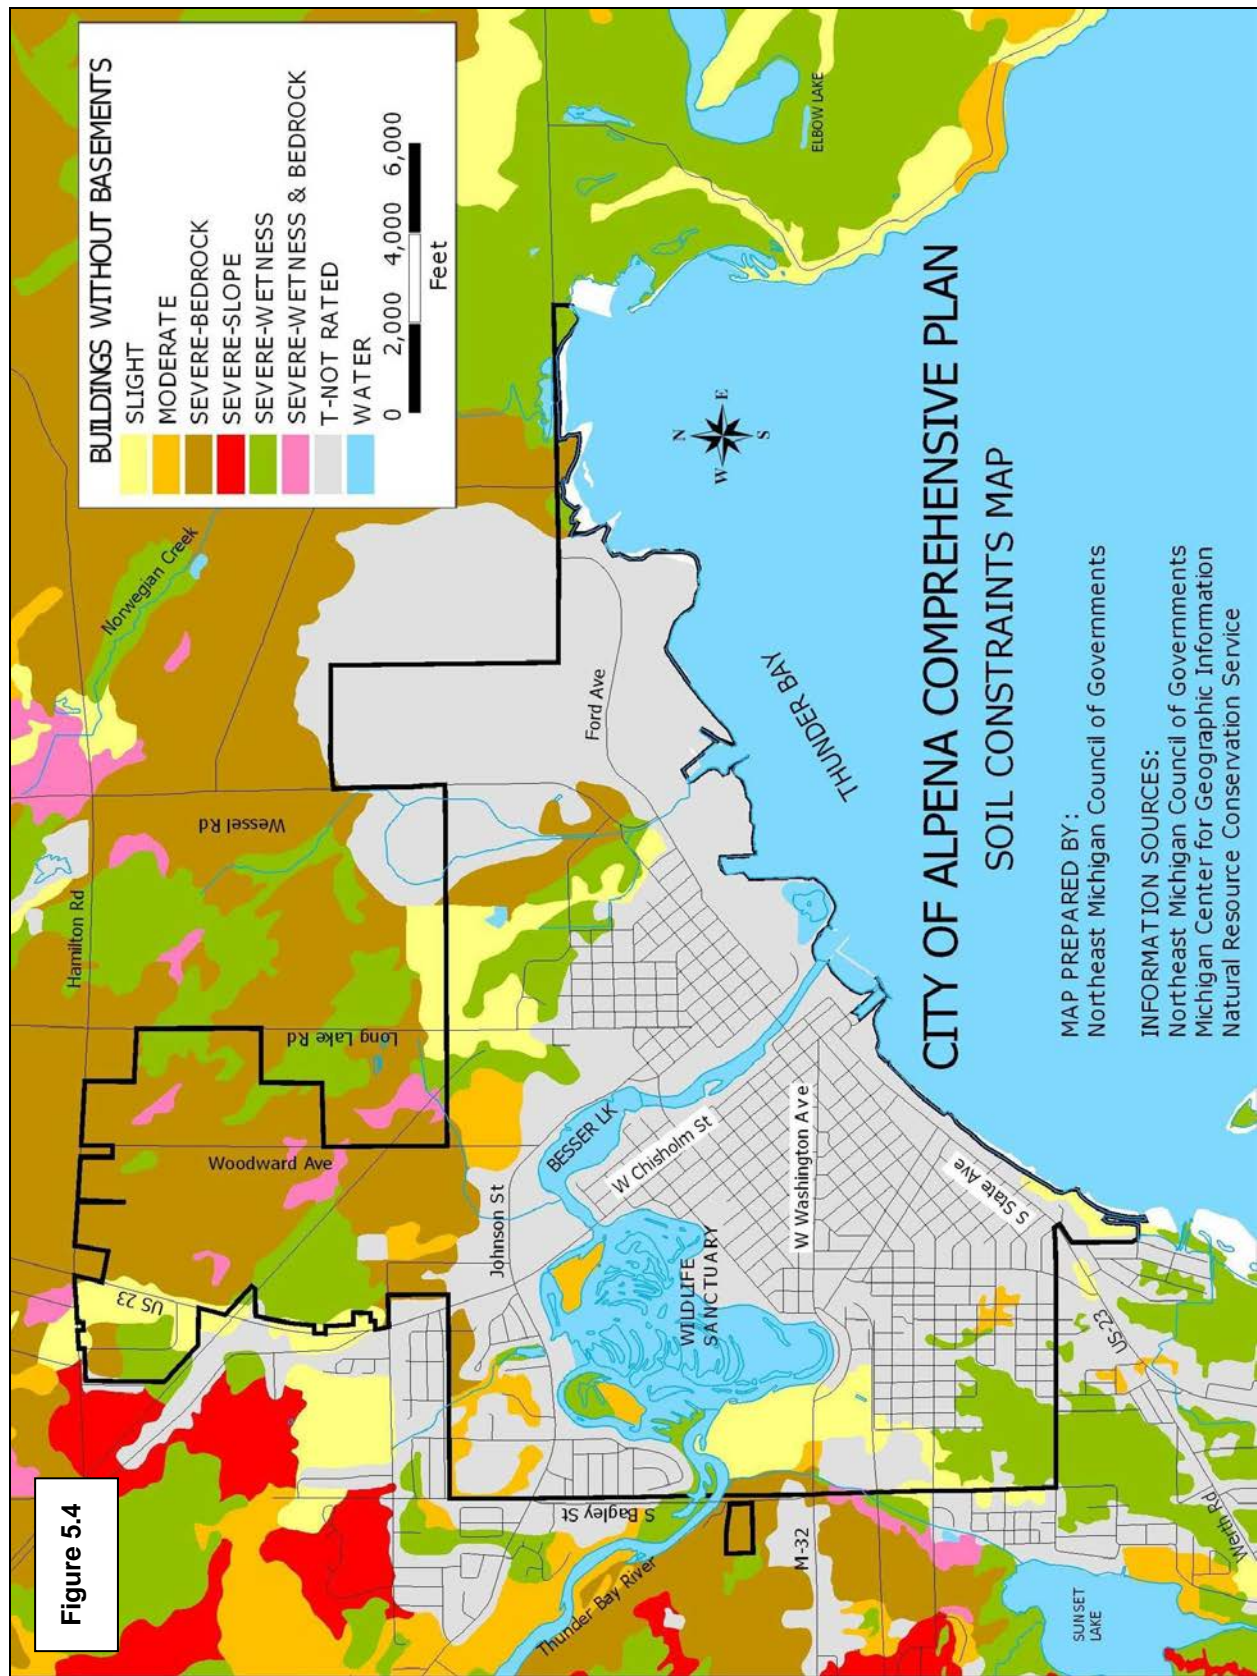 Figure 5.4
BUILDINGS WITHOUT BASEMENTS
SLIGHT
MODERATE
SEVERE-BEDROCK
SEVERE-SLOPE
SEVERE-WETNESS
SEVERE-WETNESS & BEDROCK
T-NOT RATED
WATER
0 2,000 4,000 6,000
Feet
Hamilton Rd
Norwegian Creek
Wessel Rd
Long Lake Rd
Woodward Ave
US 23
Johnson St
Ford Ave
BESSER LK
W Chisholm St
WILDLIFE
SANCTUARY
W Washington Ave
S State Ave
S Bagley St
Thunder Bay River
M-32
US-23
Werth Rd
SUNSET
LAKE
ELBOW LAKE
THUNDER BAY
N
W
E
S
CITY OF ALPENA COMPREHENSIVE PLAN
SOIL CONSTRAINTS MAP
MAP PREPARED BY:
Northeast Michigan Council of Governments
INFORMATION SOURCES:
Northeast Michigan Council of Governments
Michigan Center for Geographic Information
Natural Resource Conservation Service